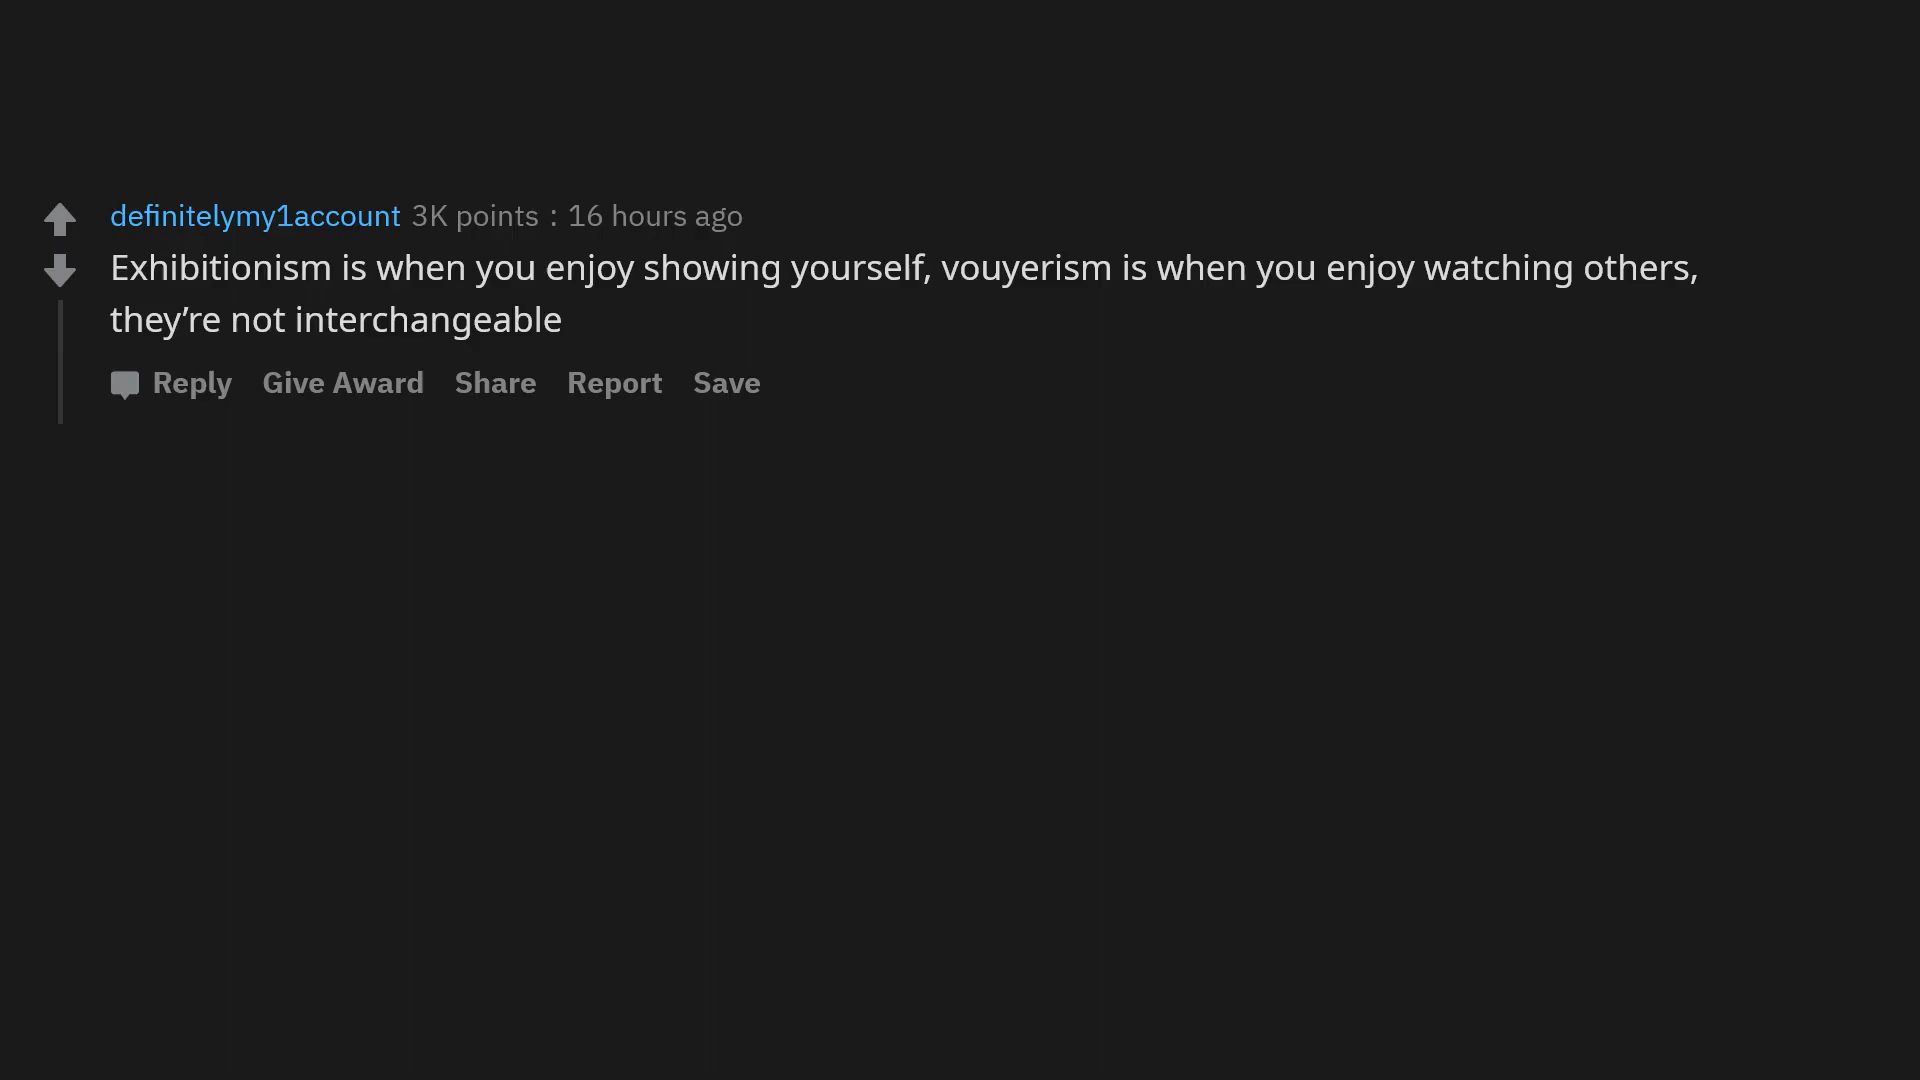 definitelymy1account 3K points : 16 hours ago
Exhibitionism is when you enjoy showing yourself, vouyerism is when you enjoy watching others,
they’re not interchangeable
Reply Give Award Share Report Save